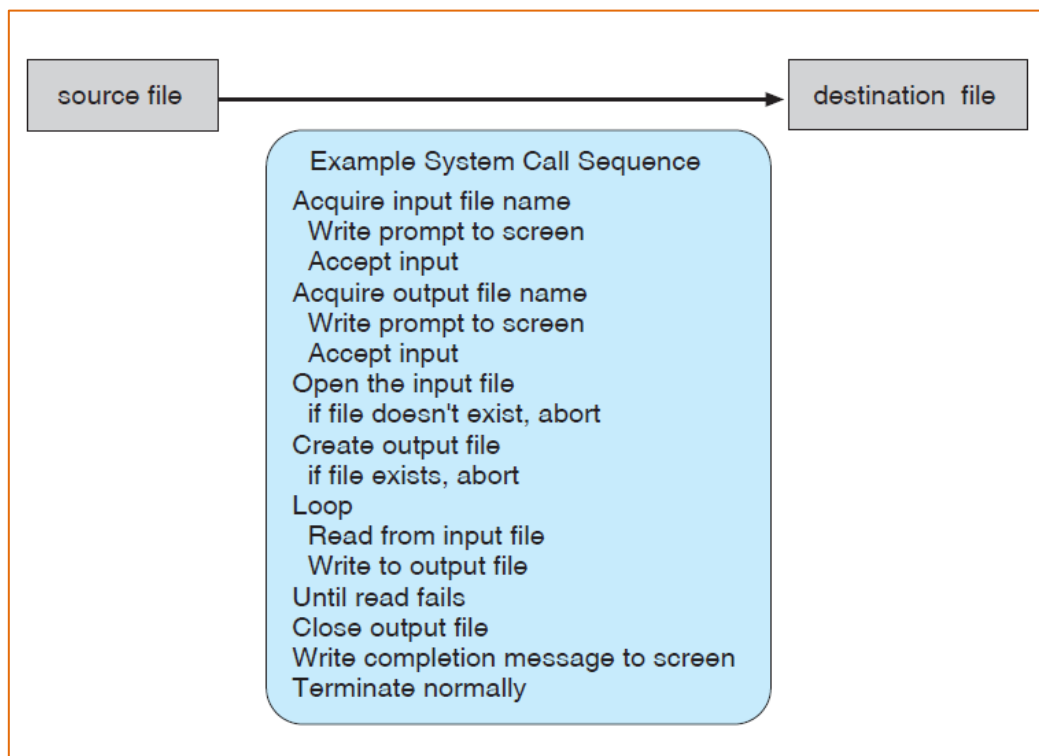 source file
destination file
Example System Call Sequence
Acquire input file name
Write prompt to screen
Accept input
Acquire output file name
Write prompt to screen
Accept input
Open the input file
if file doesn't exist, abort
Create output file
if file exists, abort
Loop
Read from input file
Write to output file
Until read fails
Close output file
Write completion message to screen
Terminate normally